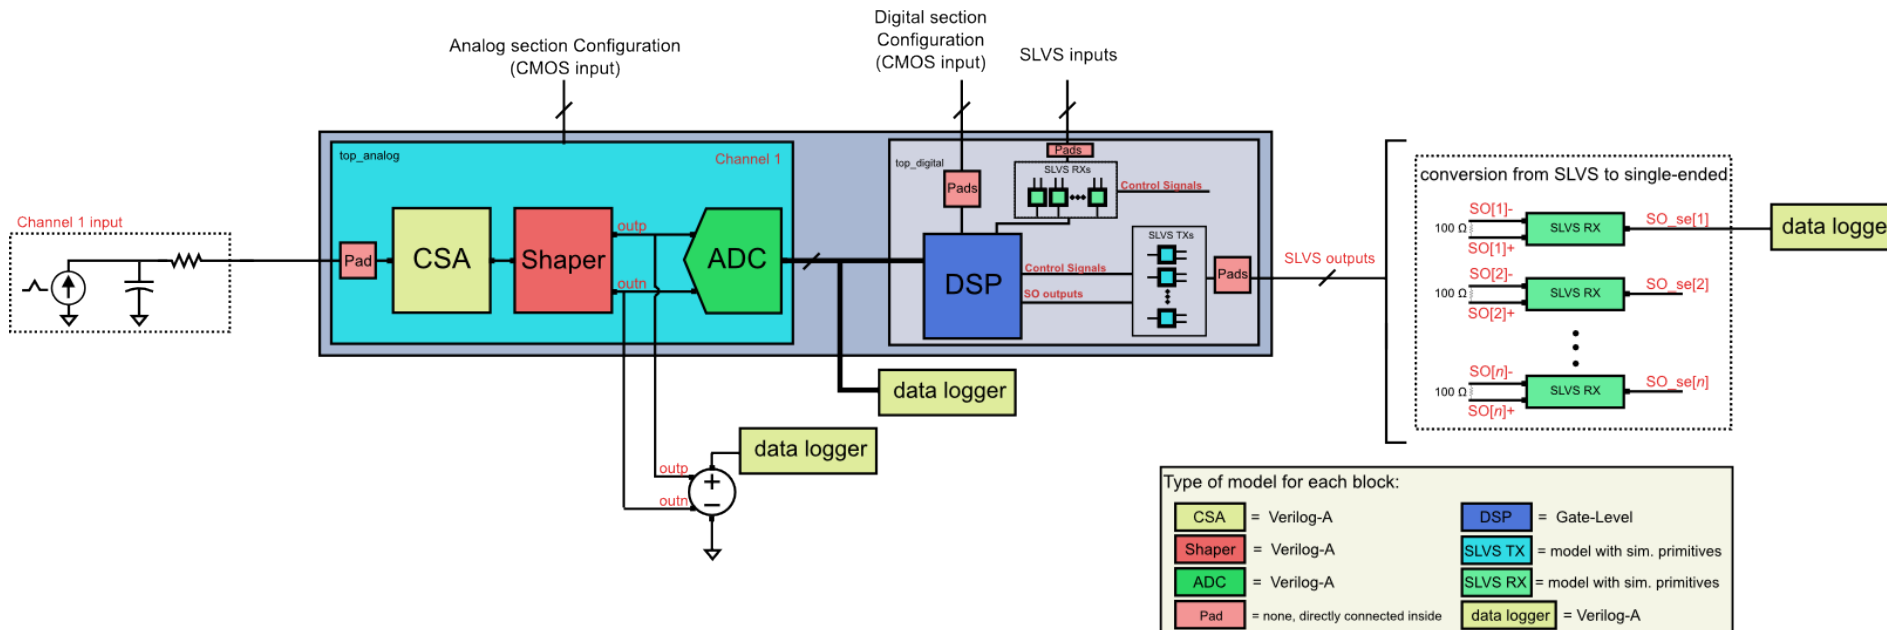 Analog section Configuration
(CMOS input)
Digital section
Configuration
(CMOS input)
SLVS inputs
top_analog
Channel 1
top_digital
Pads
Pads
SLVS RXs
Control Signals
Channel 1 input
Pad
CSA
Shaper
outp
outn
ADC
DSP
Control Signals
SO outputs
SLVS TXs
Pads
SLVS outputs
conversion from SLVS to single-ended
SO[1]-
100 Ω
SO[1]+
SLVS RX
SO_se[1]
data logge
SO[2]-
100 Ω
SO[2]+
SLVS RX
SO_se[2]
SO[n]-
100 Ω
SO[n]+
SLVS RX
SO_se[n]
data logger
data logger
outp
outn
+
−
Type of model for each block:
CSA = Verilog-A
Shaper = Verilog-A
ADC = Verilog-A
Pad = none, directly connected inside
DSP = Gate-Level
SLVS TX = model with sim. primitives
SLVS RX = model with sim. primitives
data logger = Verilog-A